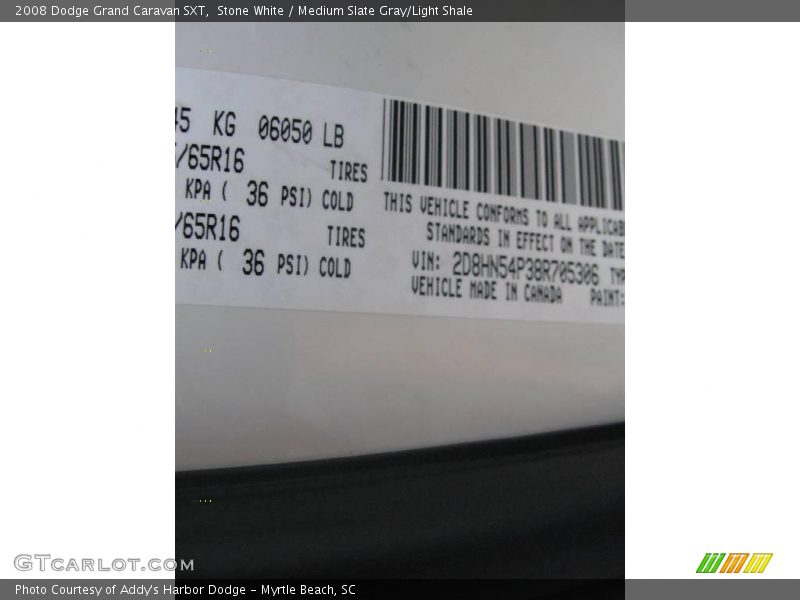 2008 Dodge Grand Caravan SXT,  Stone White / Medium Slate Gray/Light Shale
45 KG 06050 LB
/65R16 TIRES
KPA ( 36 PSI) COLD
/65R16 TIRES
KPA ( 36 PSI) COLD
THIS VEHICLE CONFORMS TO ALL APPLICAB
STANDARDS IN EFFECT ON THE DATE
VIN: 2D8HN54P38R705306 TYP
VEHICLE MADE IN CANADA PAINT:
GTCARLOT.COM
Photo Courtesy of Addy's Harbor Dodge - Myrtle Beach, SC